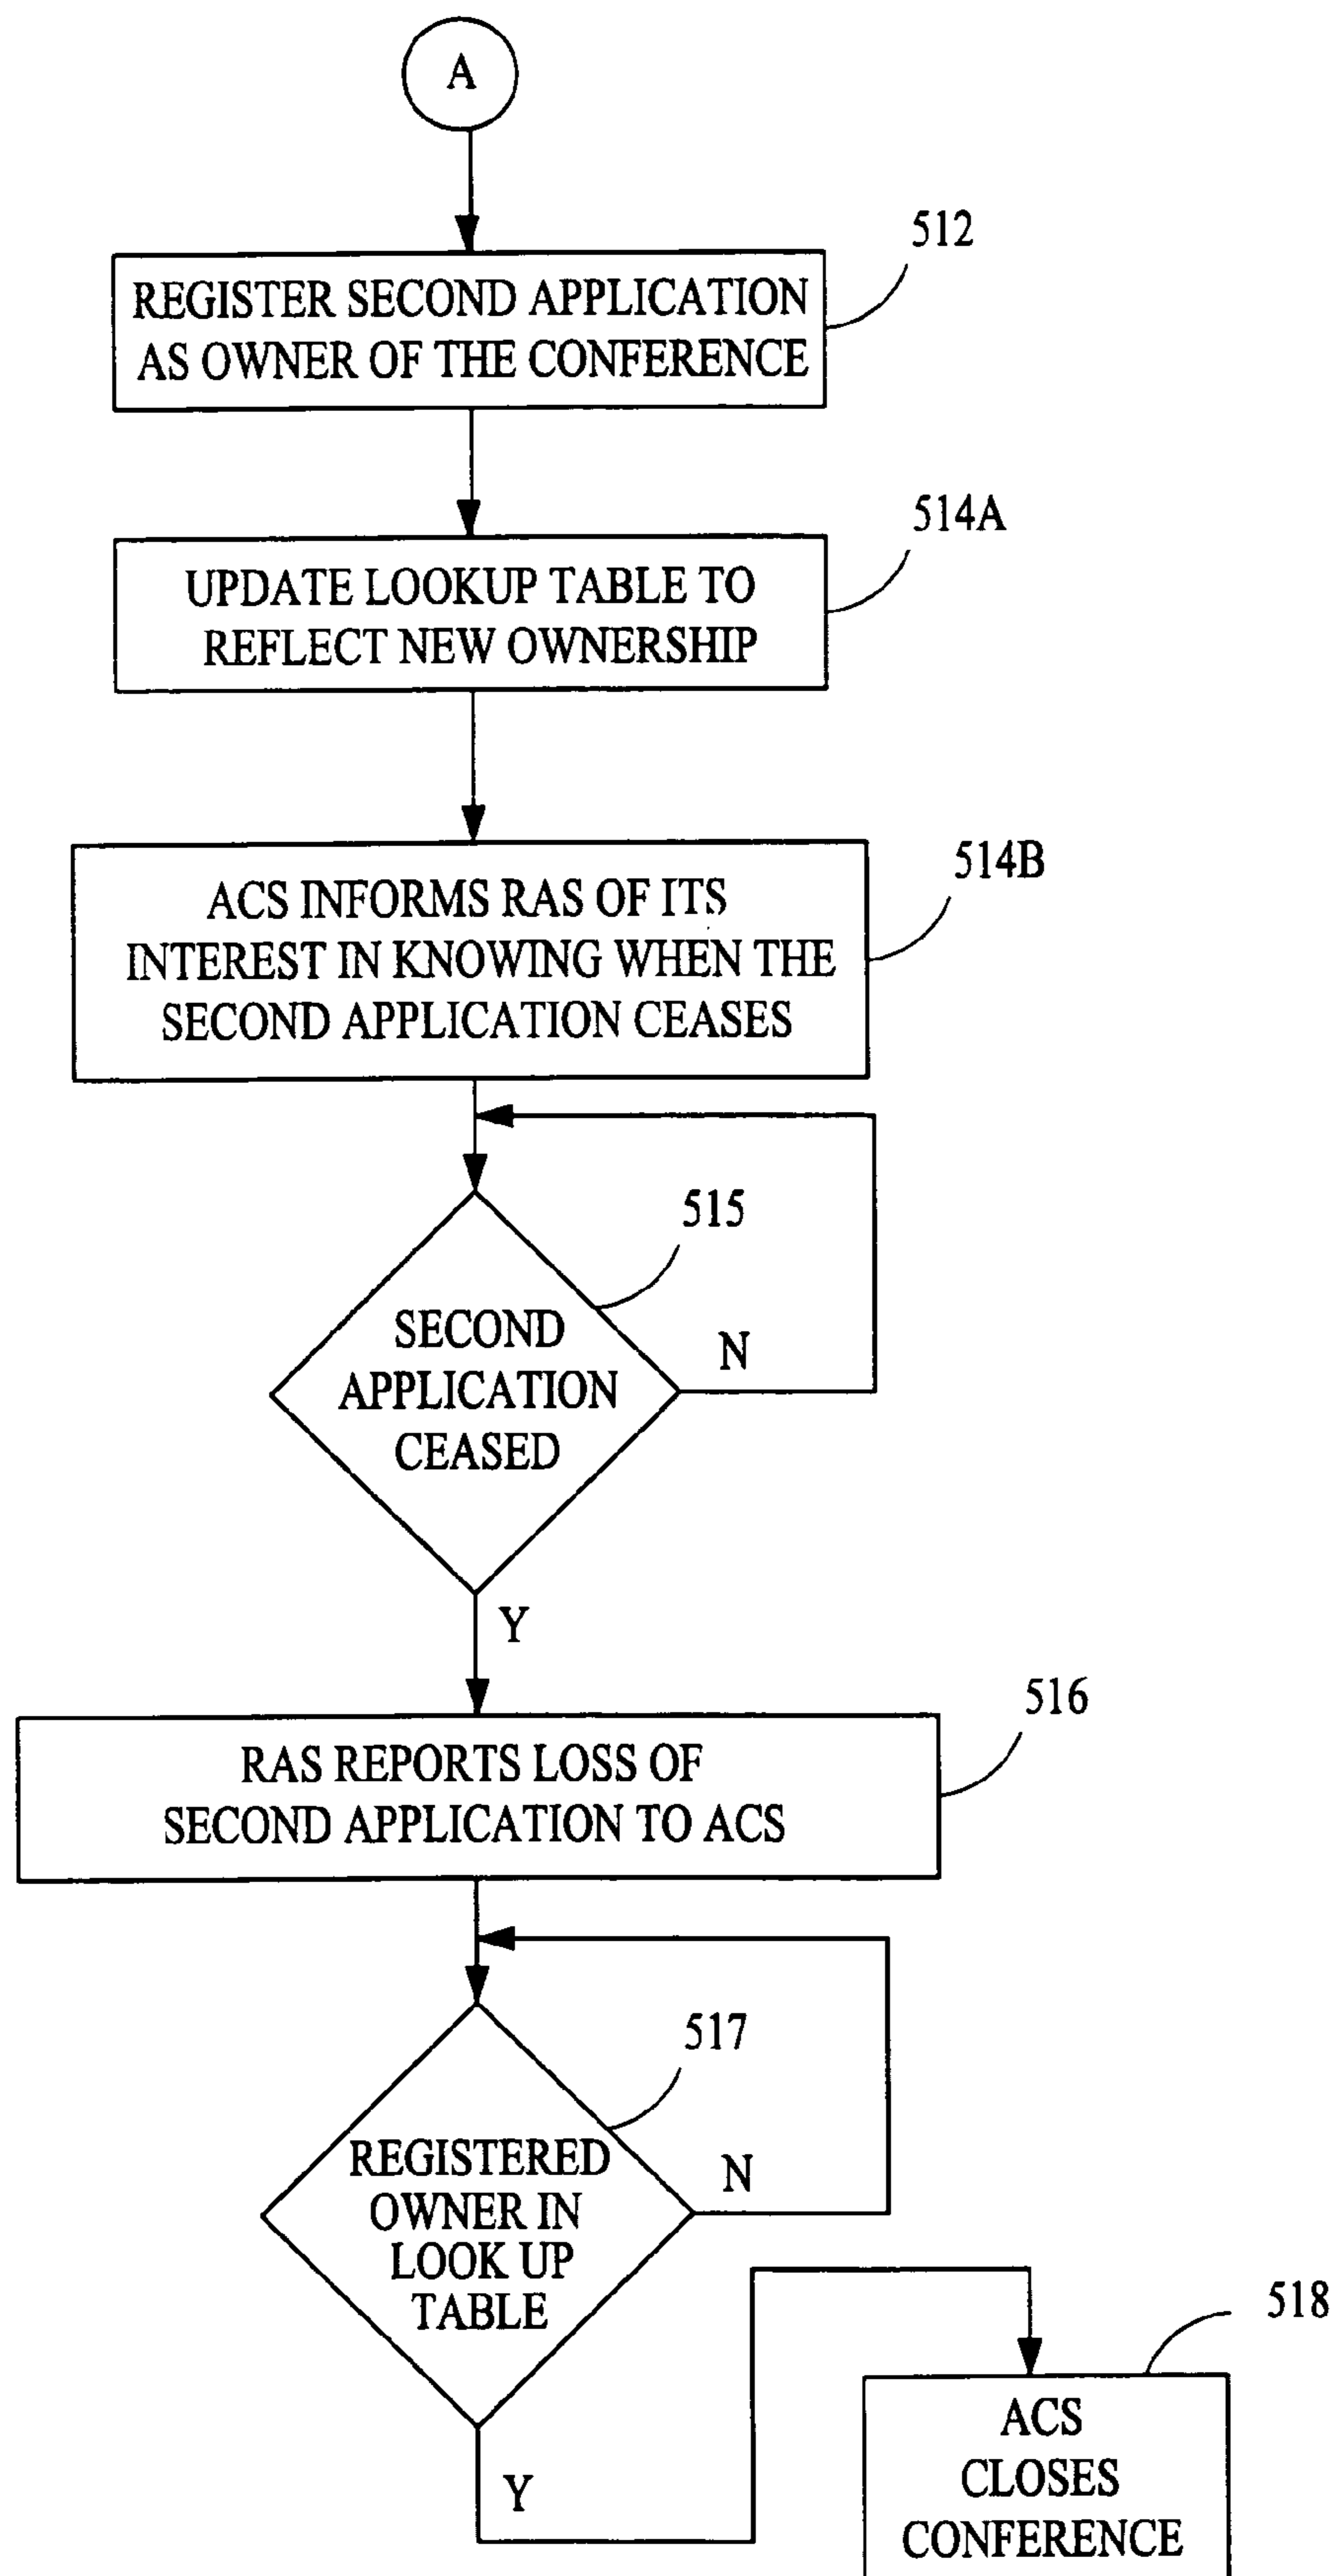 A
512
REGISTER SECOND APPLICATION
AS OWNER OF THE CONFERENCE
514A
UPDATE LOOKUP TABLE TO
REFLECT NEW OWNERSHIP
514B
ACS INFORMS RAS OF ITS
INTEREST IN KNOWING WHEN THE
SECOND APPLICATION CEASES
515
SECOND
APPLICATION
CEASED
N
Y
516
RAS REPORTS LOSS OF
SECOND APPLICATION TO ACS
517
REGISTERED
OWNER IN
LOOK UP
TABLE
N
Y
518
ACS
CLOSES
CONFERENCE